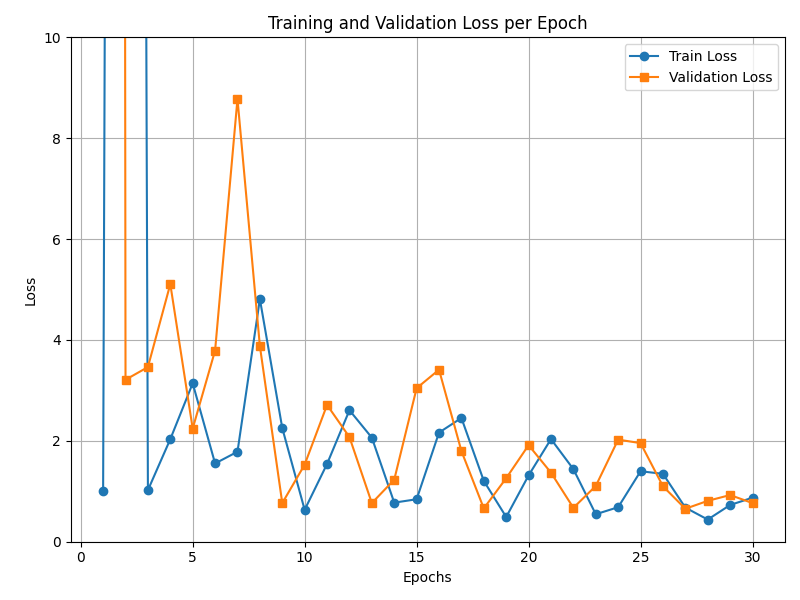 Training and Validation Loss per Epoch
Train Loss
Validation Loss
10
8
6
4
2
0
Loss
0 5 10 15 20 25 30
Epochs